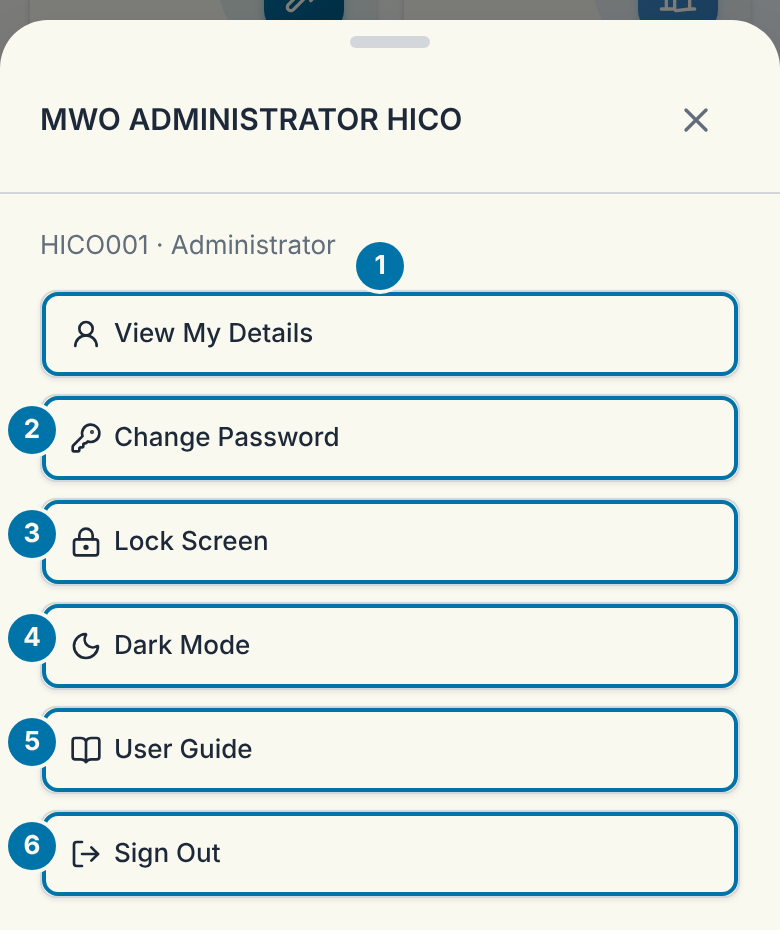 MWO ADMINISTRATOR HICO
HICO001 · Administrator
1
View My Details
2
Change Password
3
Lock Screen
4
Dark Mode
5
User Guide
6
Sign Out